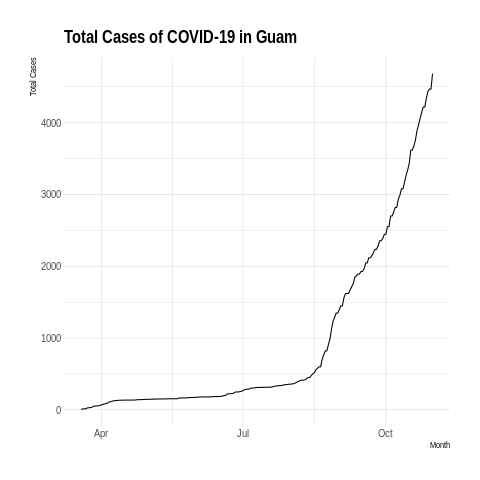 Total Cases of COVID-19 in Guam
Total Cases
4000
3000
2000
1000
0
Apr Jul Oct
Month